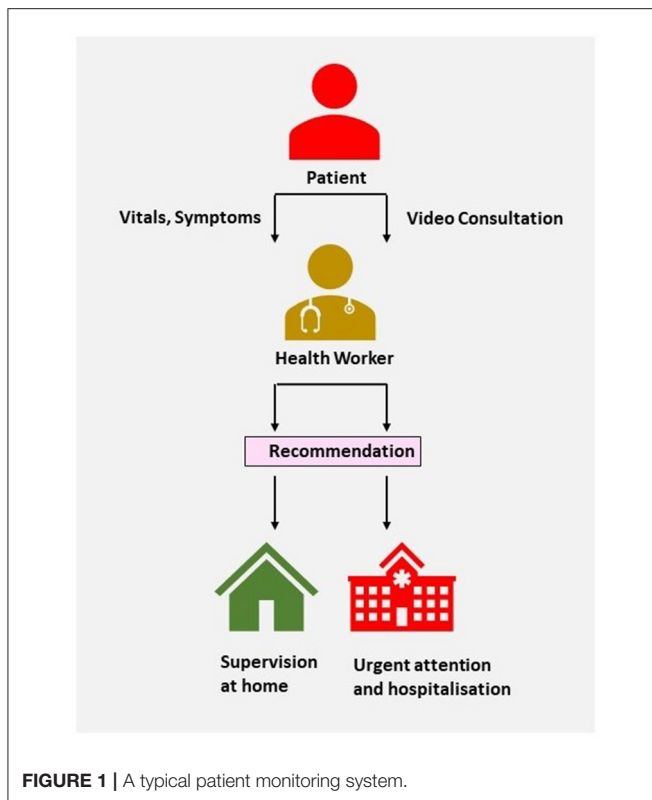 Patient
Vitals, Symptoms
Video Consultation
Health Worker
Recommendation
Supervision
at home
Urgent attention
and hospitalisation
FIGURE 1 | A typical patient monitoring system.